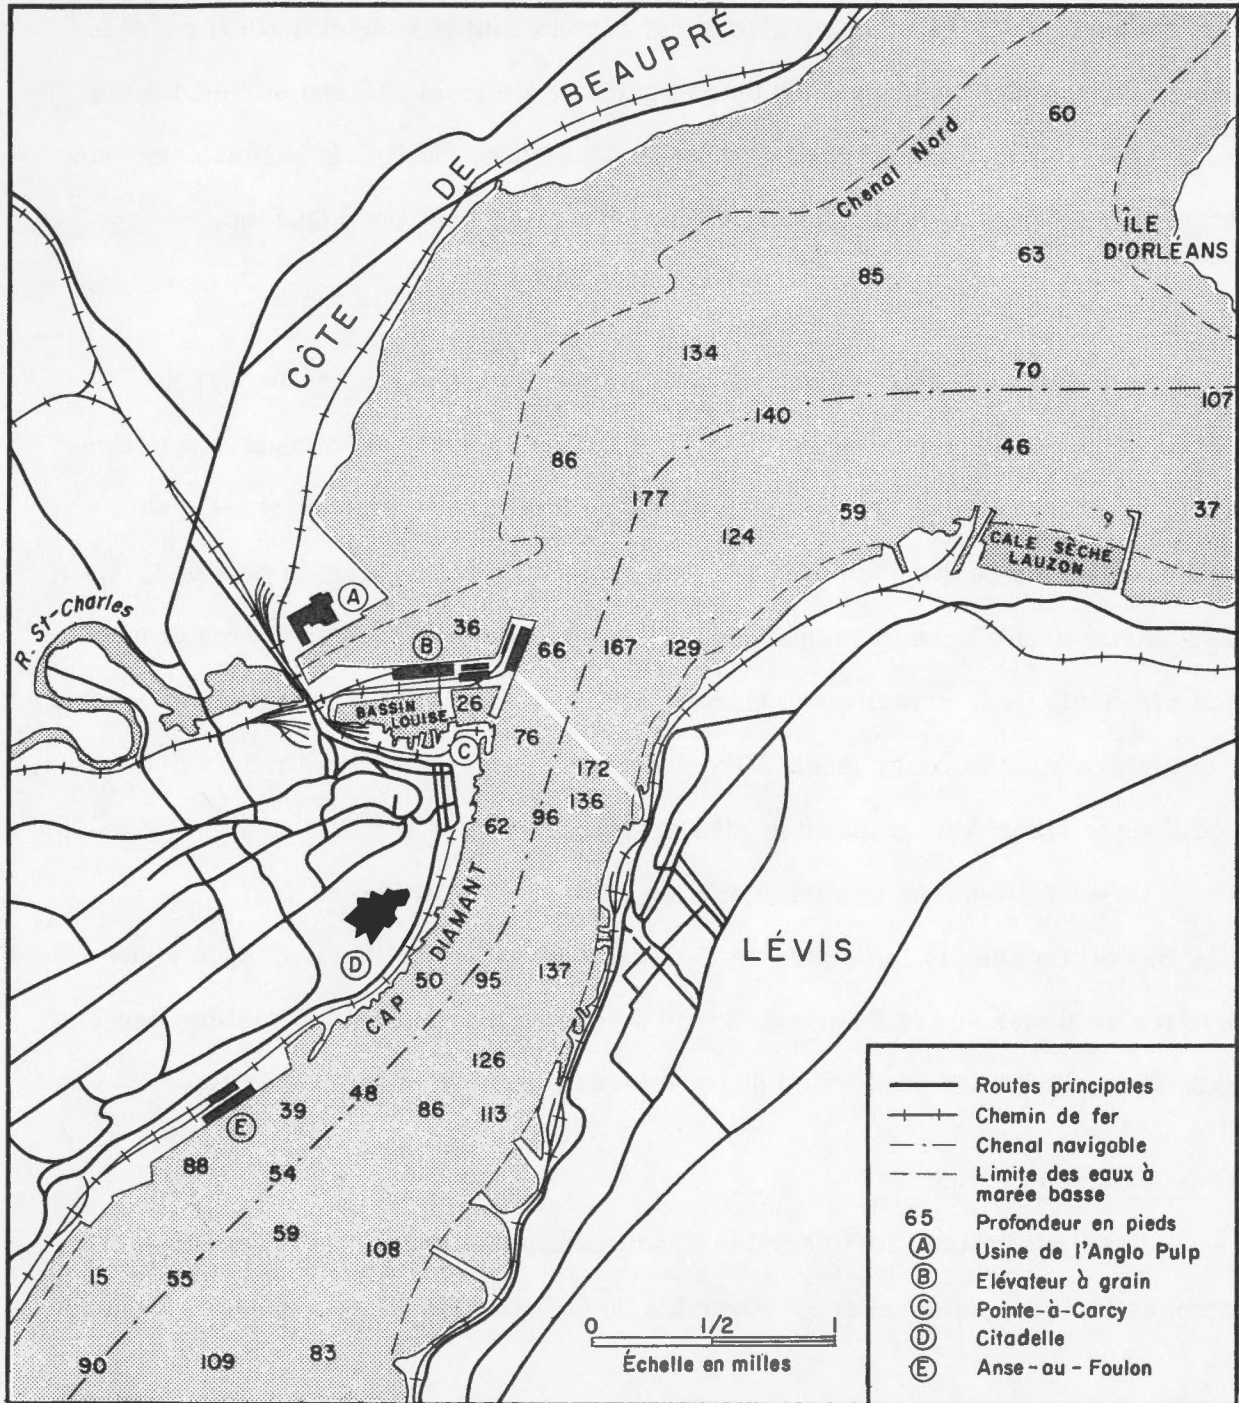 CÔTE DE BEAUPRÉ
60
Chenal Nord
ÎLE
D'ORLÉANS
63
85
134
70
107
140
46
86
177
59
37
124
CALE SÈCHE
LAUZON
R. St-Charles
A
B
36
66
167
129
26
BASSIN
LOUISE
C
76
172
136
96
62
CAP DIAMANT
LÉVIS
D
50
95
137
126
48
39
86
113
E
88
54
59
108
15
55
90
109
83
0 1/2 1
Échelle en milles
Routes principales
Chemin de fer
Chenal navigable
Limite des eaux à
marée basse
65 Profondeur en pieds
A Usine de l'Anglo Pulp
B Elévateur à grain
C Pointe-à-Carcy
D Citadelle
E Anse-au-Foulon